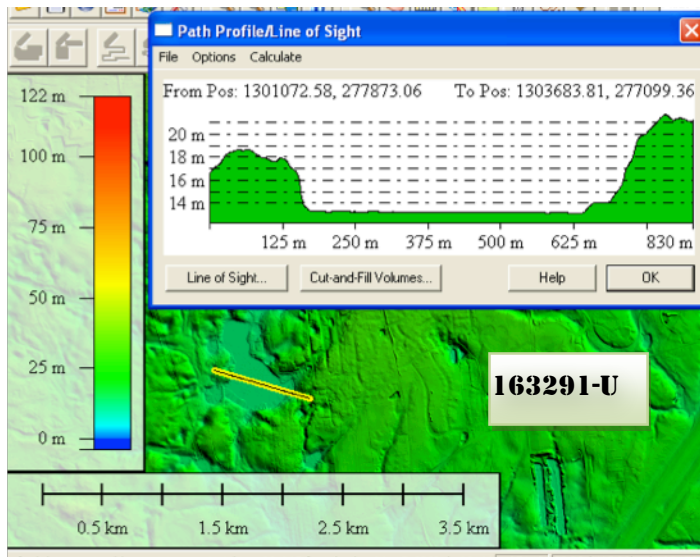 Path Profile/Line of Sight
File Options Calculate
From Pos: 1301072.58, 277873.06 To Pos: 1303683.81, 277099.36
20 m
18 m
16 m
14 m
125 m 250 m 375 m 500 m 625 m 830 m
Line of Sight... Cut-and-Fill Volumes... Help OK
122 m
100 m
75 m
50 m
25 m
0 m
163291-U
0.5 km 1.5 km 2.5 km 3.5 km